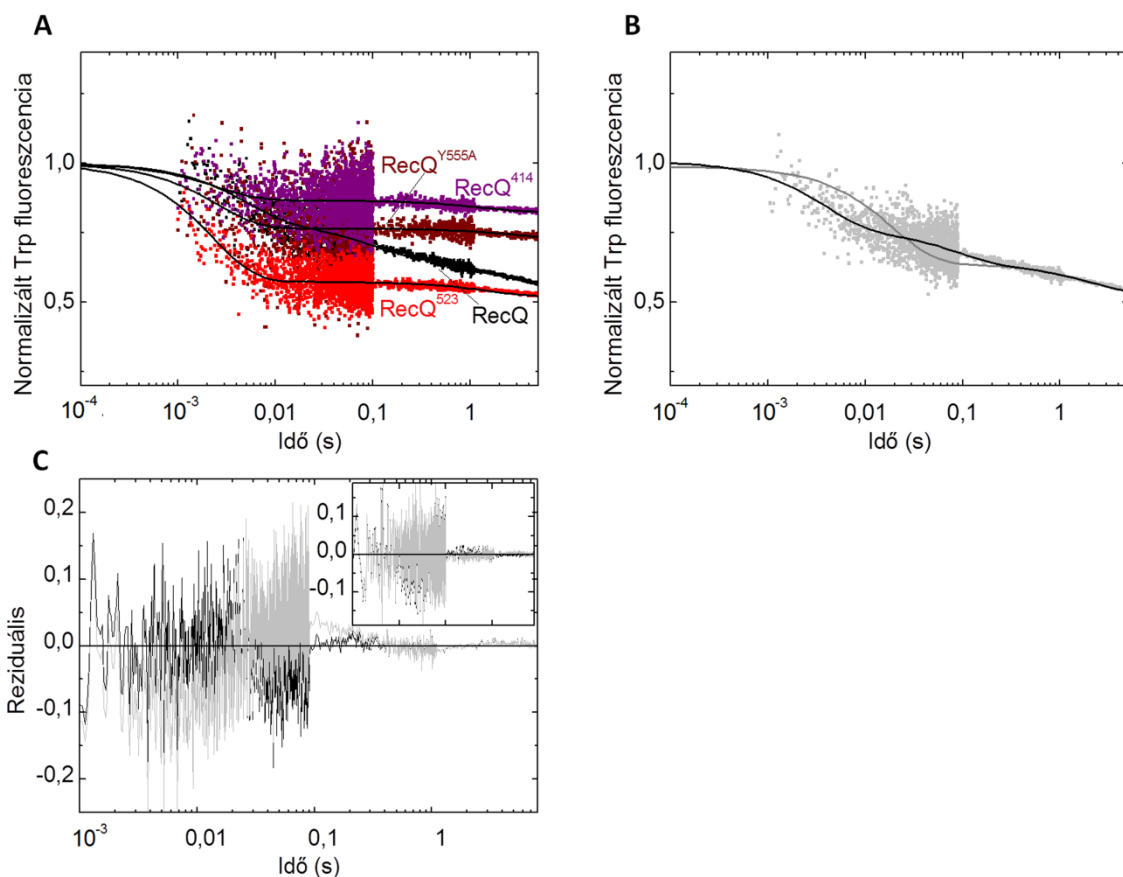 A
Normalizált Trp fluoreszcencia
1,0
0,5
RecQ^Y555A
RecQ^414
RecQ^523
RecQ
10^-4
10^-3
0,01
0,1
1
Idő (s)
B
Normalizált Trp fluoreszcencia
1,0
0,5
10^-4
10^-3
0,01
0,1
1
Idő (s)
C
Reziduális
0,2
0,1
0,0
-0,1
-0,2
0,1
0,0
-0,1
10^-3
0,01
0,1
1
Idő (s)